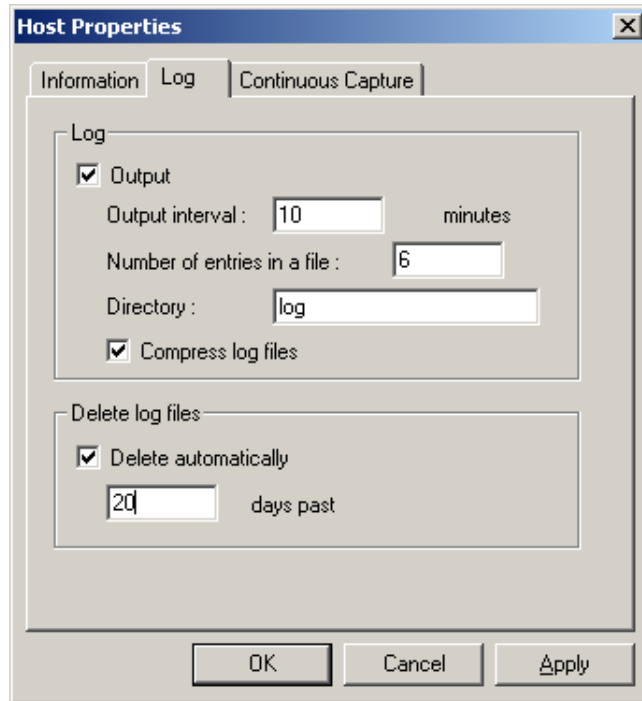 Host Properties
Information Log Continuous Capture
Log
Output
Output interval : 10 minutes
Number of entries in a file : 6
Directory : log
Compress log files
Delete log files
Delete automatically
20 days past
OK Cancel Apply